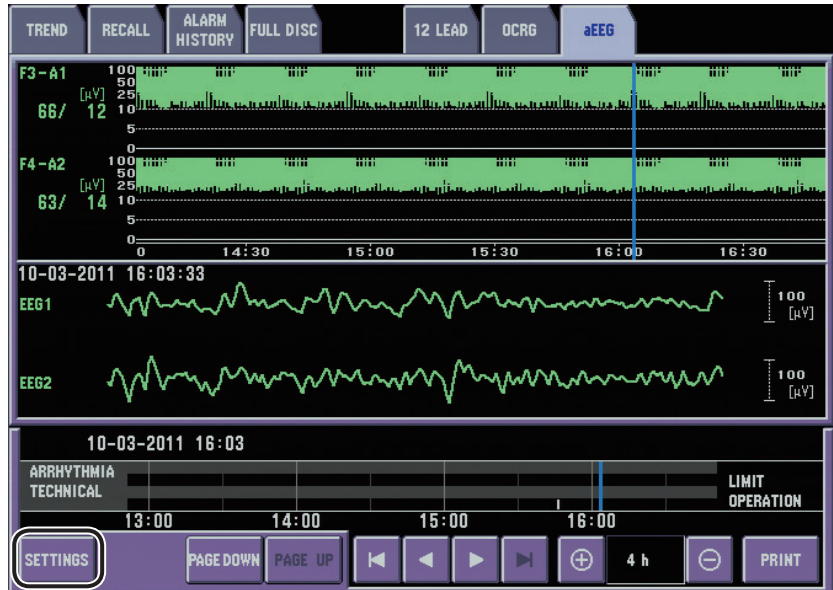 TREND RECALL ALARM HISTORY FULL DISC 12 LEAD OCRG aEEG
F3-A1 100
50
[μV] 25
66/ 12 10
5
0
F4-A2 100
50
[μV] 25
63/ 14 10
5
0
0 14:30 15:00 15:30 16:00 16:30
10-03-2011 16:03:33
EEG1 100
[μV]
EEG2 100
[μV]
10-03-2011 16:03
ARRHYTHMIA
TECHNICAL
LIMIT
OPERATION
13:00 14:00 15:00 16:00
SETTINGS PAGE DOWN PAGE UP 4 h PRINT